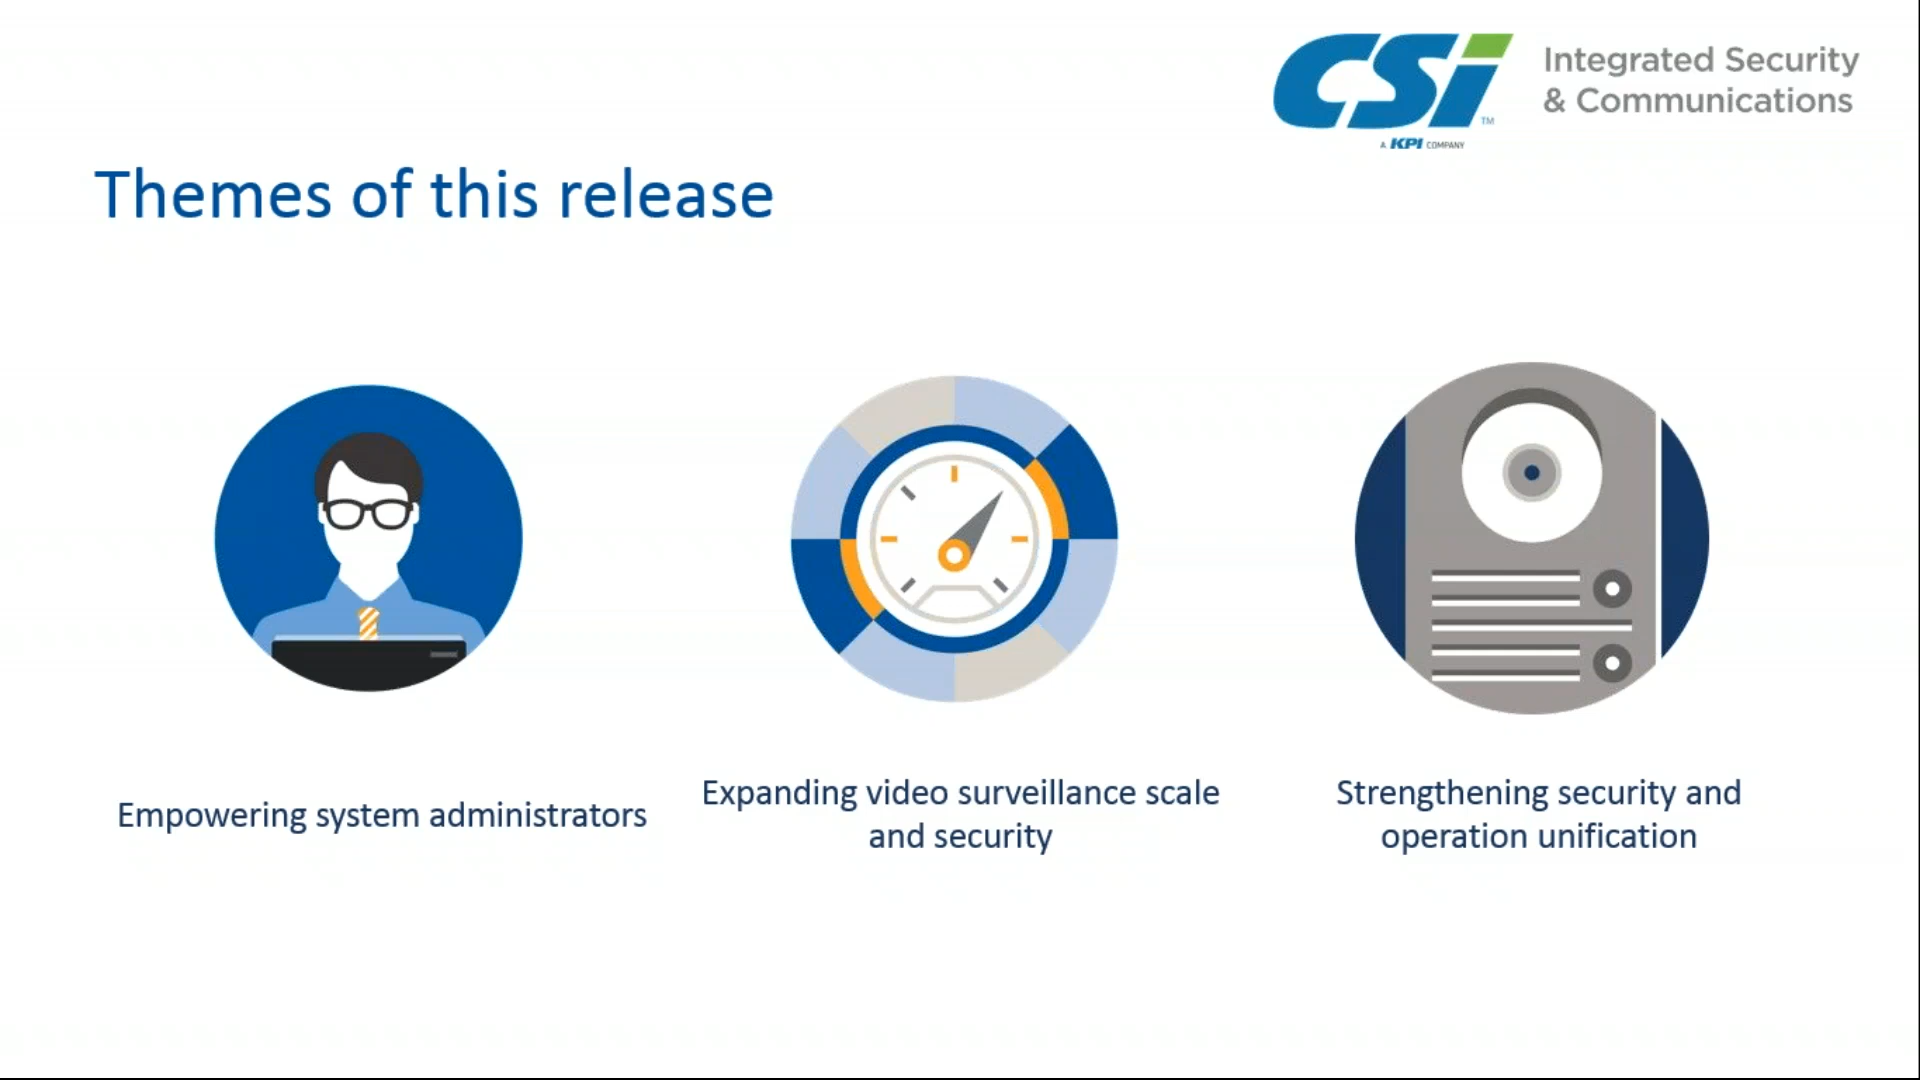 CSi
TM
A KPI COMPANY
Integrated Security
& Communications
Themes of this release
Empowering system administrators
Expanding video surveillance scale
and security
Strengthening security and
operation unification